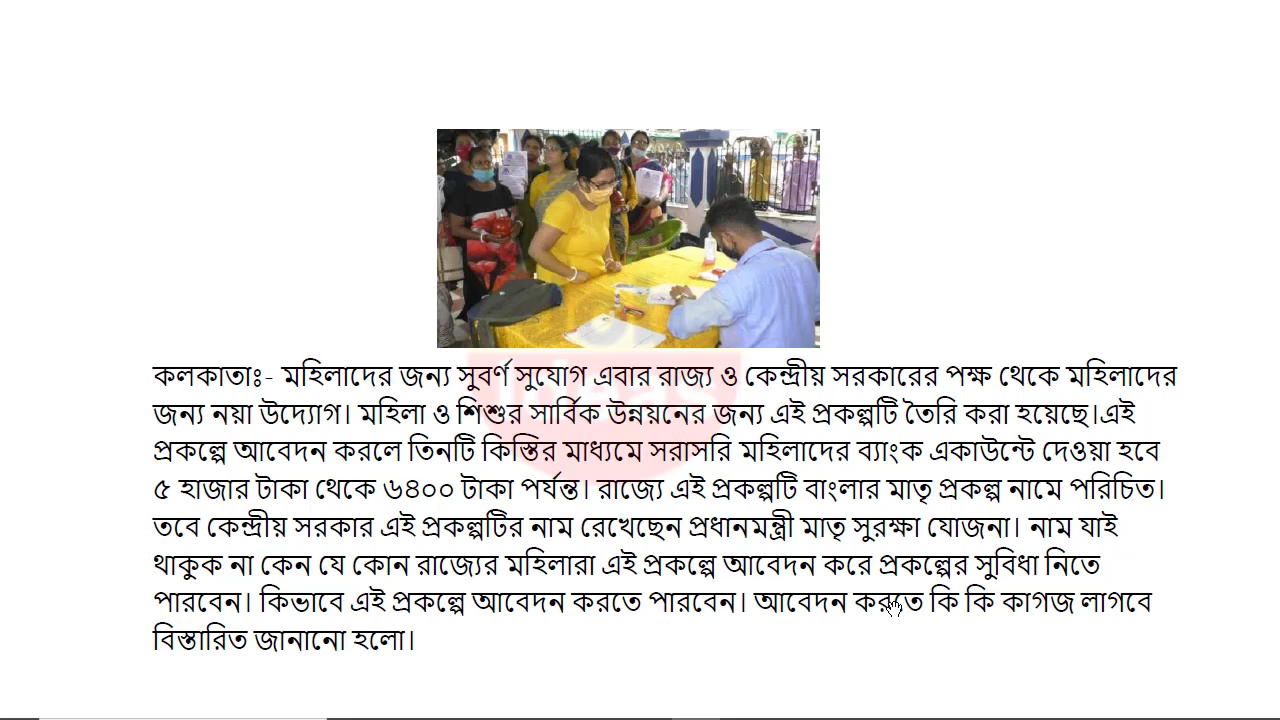 কলকাতাঃ- মহিলাদের জন্য সুবর্ণ সুযোগ এবার রাজ্য ও কেন্দ্রীয় সরকারের পক্ষ থেকে মহিলাদের
জন্য নয়া উদ্যোগ। মহিলা ও শিশুর সার্বিক উন্নয়নের জন্য এই প্রকল্পটি তৈরি করা হয়েছে।এই
প্রকল্পে আবেদন করলে তিনটি কিস্তির মাধ্যমে সরাসরি মহিলাদের ব্যাংক একাউন্টে দেওয়া হবে
৫ হাজার টাকা থেকে ৬৪০০ টাকা পর্যন্ত। রাজ্যে এই প্রকল্পটি বাংলার মাতৃ প্রকল্প নামে পরিচিত।
তবে কেন্দ্রীয় সরকার এই প্রকল্পটির নাম রেখেছেন প্রধানমন্ত্রী মাতৃ সুরক্ষা যোজনা। নাম যাই
থাকুক না কেন যে কোন রাজ্যের মহিলারা এই প্রকল্পে আবেদন করে প্রকল্পের সুবিধা নিতে
পারবেন। কিভাবে এই প্রকল্পে আবেদন করতে পারবেন। আবেদন করতে কি কি কাগজ লাগবে
বিস্তারিত জানানো হলো।